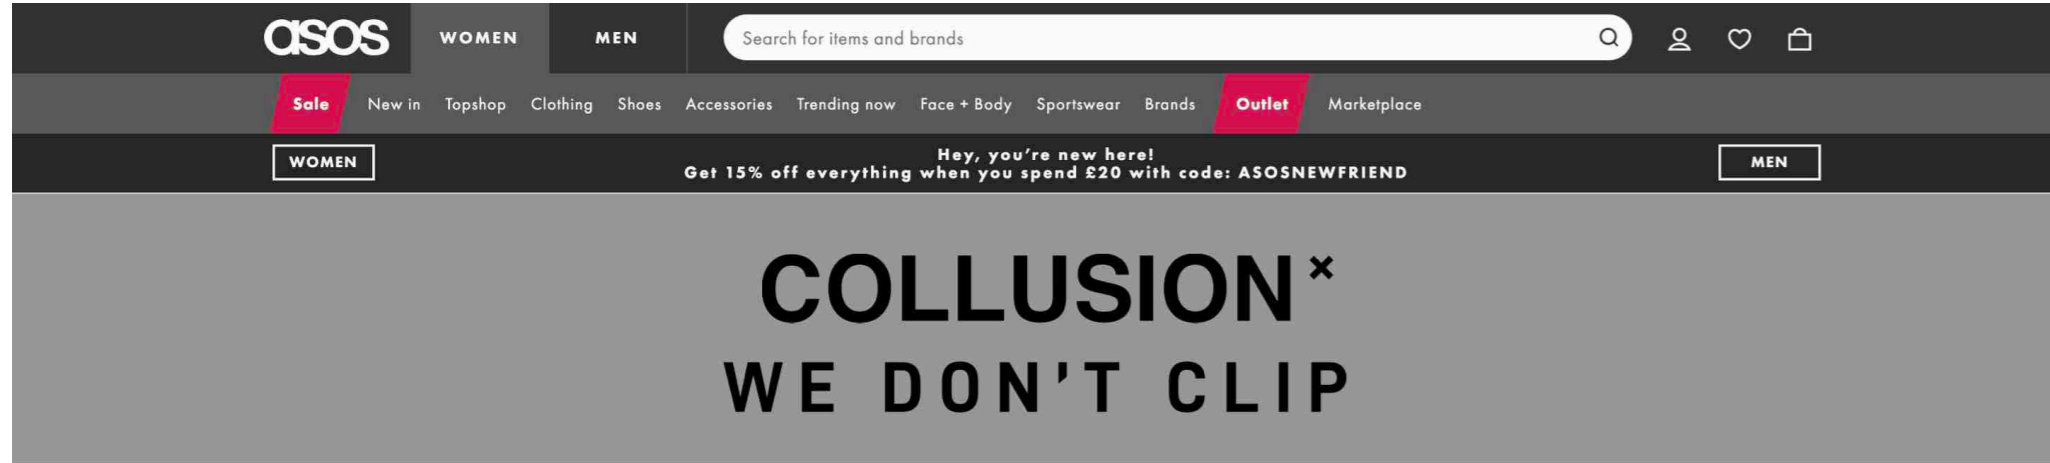 asos WOMEN MEN Search for items and brands
Sale New in Topshop Clothing Shoes Accessories Trending now Face + Body Sportswear Brands Outlet Marketplace
WOMEN
Hey, you're new here!
Get 15% off everything when you spend £20 with code: ASOSNEWFRIEND
MEN
COLLUSION×
WE DON'T CLIP